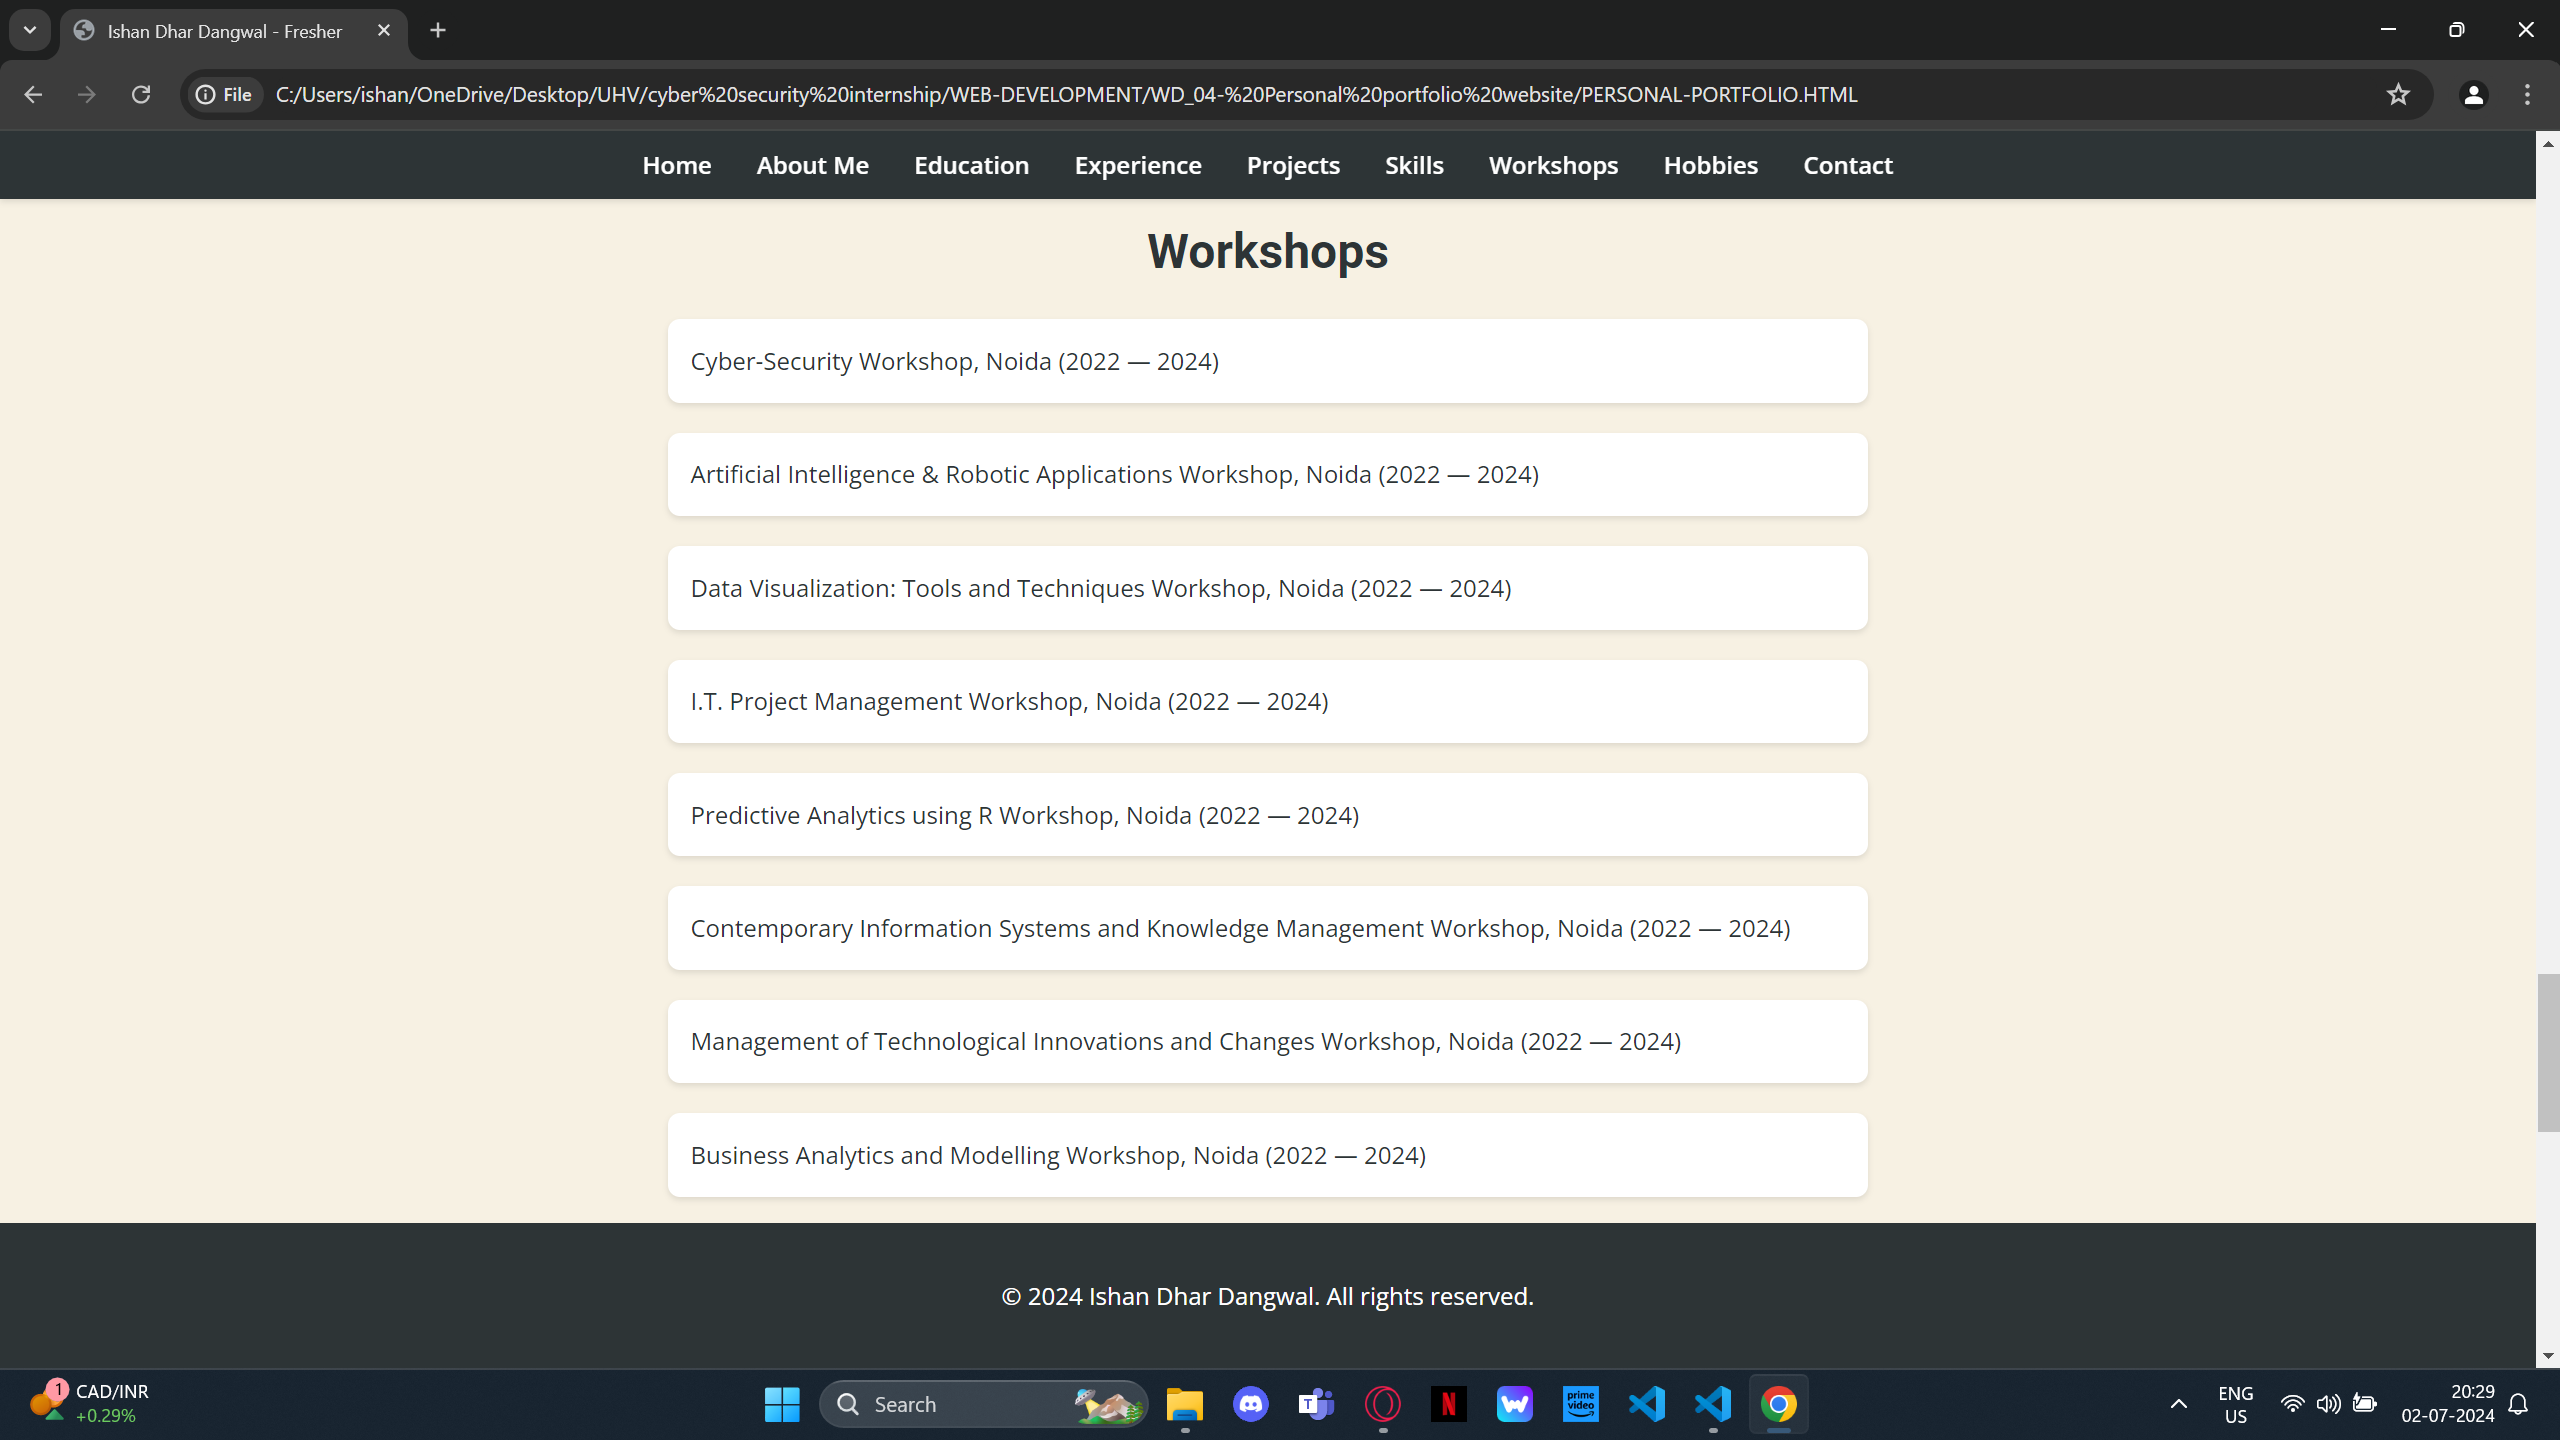 Ishan Dhar Dangwal - Fresher
File C:/Users/ishan/OneDrive/Desktop/UHV/cyber%20security%20internship/WEB-DEVELOPMENT/WD_04-%20Personal%20portfolio%20website/PERSONAL-PORTFOLIO.HTML
Home About Me Education Experience Projects Skills Workshops Hobbies Contact
Workshops
Cyber-Security Workshop, Noida (2022 — 2024)
Artificial Intelligence & Robotic Applications Workshop, Noida (2022 — 2024)
Data Visualization: Tools and Techniques Workshop, Noida (2022 — 2024)
I.T. Project Management Workshop, Noida (2022 — 2024)
Predictive Analytics using R Workshop, Noida (2022 — 2024)
Contemporary Information Systems and Knowledge Management Workshop, Noida (2022 — 2024)
Management of Technological Innovations and Changes Workshop, Noida (2022 — 2024)
Business Analytics and Modelling Workshop, Noida (2022 — 2024)
© 2024 Ishan Dhar Dangwal. All rights reserved.
1 CAD/INR
+0.29%
Search
T
N
prime video
ENG
US
20:29
02-07-2024